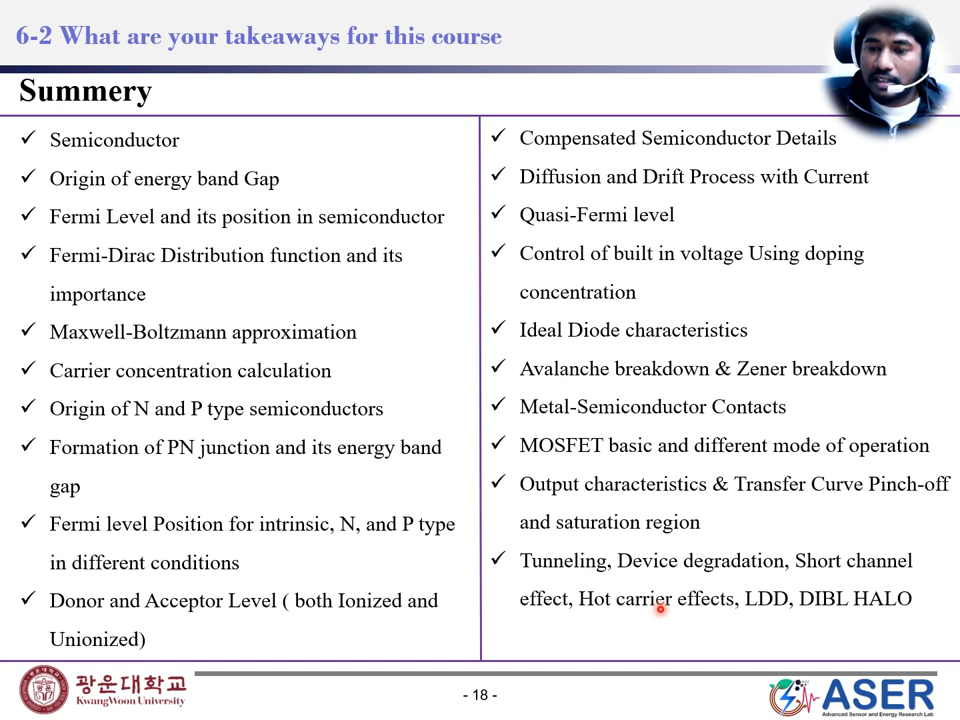 6-2 What are your takeaways for this course
Summery
✓ Semiconductor
✓ Origin of energy band Gap
✓ Fermi Level and its position in semiconductor
✓ Fermi-Dirac Distribution function and its
importance
✓ Maxwell-Boltzmann approximation
✓ Carrier concentration calculation
✓ Origin of N and P type semiconductors
✓ Formation of PN junction and its energy band
gap
✓ Fermi level Position for intrinsic, N, and P type
in different conditions
✓ Donor and Acceptor Level ( both Ionized and
Unionized)
✓ Compensated Semiconductor Details
✓ Diffusion and Drift Process with Current
✓ Quasi-Fermi level
✓ Control of built in voltage Using doping
concentration
✓ Ideal Diode characteristics
✓ Avalanche breakdown & Zener breakdown
✓ Metal-Semiconductor Contacts
✓ MOSFET basic and different mode of operation
✓ Output characteristics & Transfer Curve Pinch-off
and saturation region
✓ Tunneling, Device degradation, Short channel
effect, Hot carrier effects, LDD, DIBL HALO
광운대학교
KwangWoon University
- 18 -
ASER
Advanced Sensor and Energy Research Lab